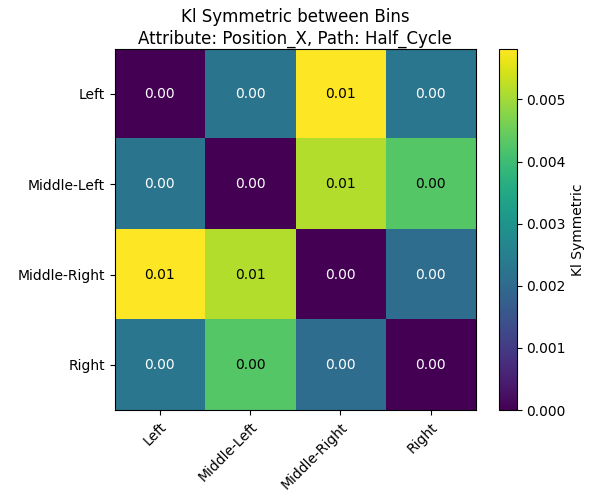 Kl Symmetric between Bins
Attribute: Position_X, Path: Half_Cycle
Left 0.00 0.00 0.01 0.00
Middle-Left 0.00 0.00 0.01 0.00
Middle-Right 0.01 0.01 0.00 0.00
Right 0.00 0.00 0.00 0.00
Left Middle-Left Middle-Right Right
0.005
0.004
0.003
0.002
0.001
0.000
Kl Symmetric